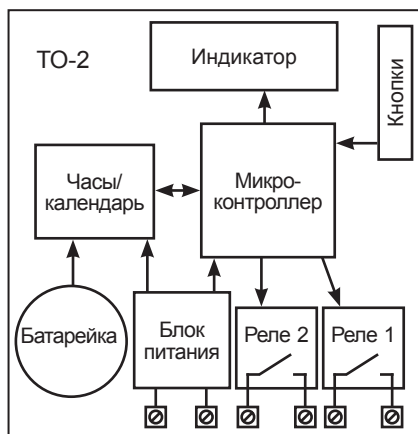 ТО-2
Индикатор
Кнопки
Часы/
календарь
Микро-
контроллер
Батарейка
Блок
питания
Реле 2
Реле 1